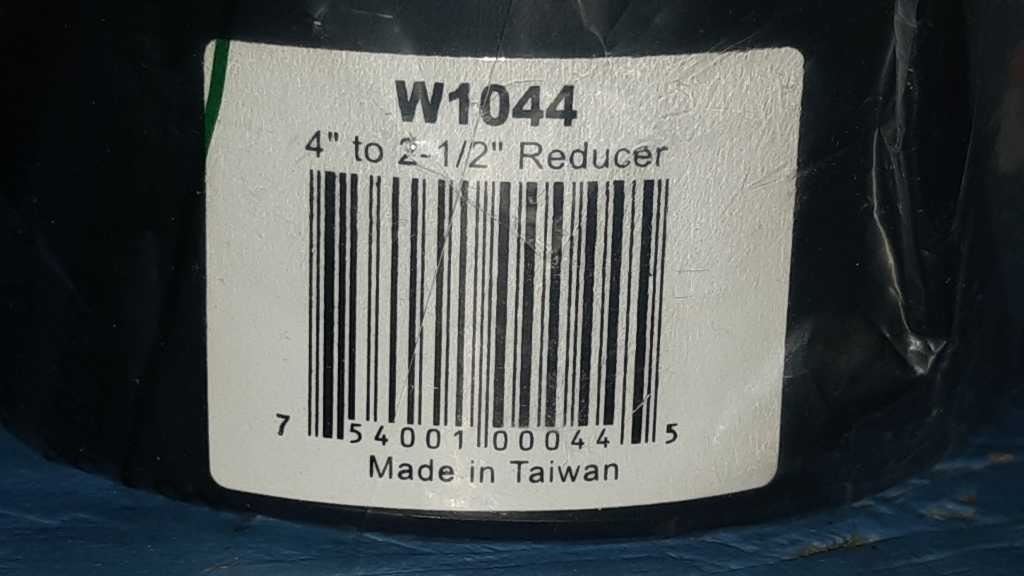 W1044
4" to 2-1/2" Reducer
7 54001 00044 5
Made in Taiwan